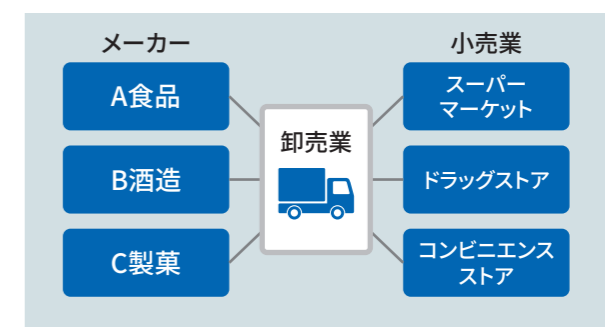 メーカー
小売業
A食品
B酒造
C製菓
卸売業
スーパー
マーケット
ドラッグストア
コンビニエンス
ストア